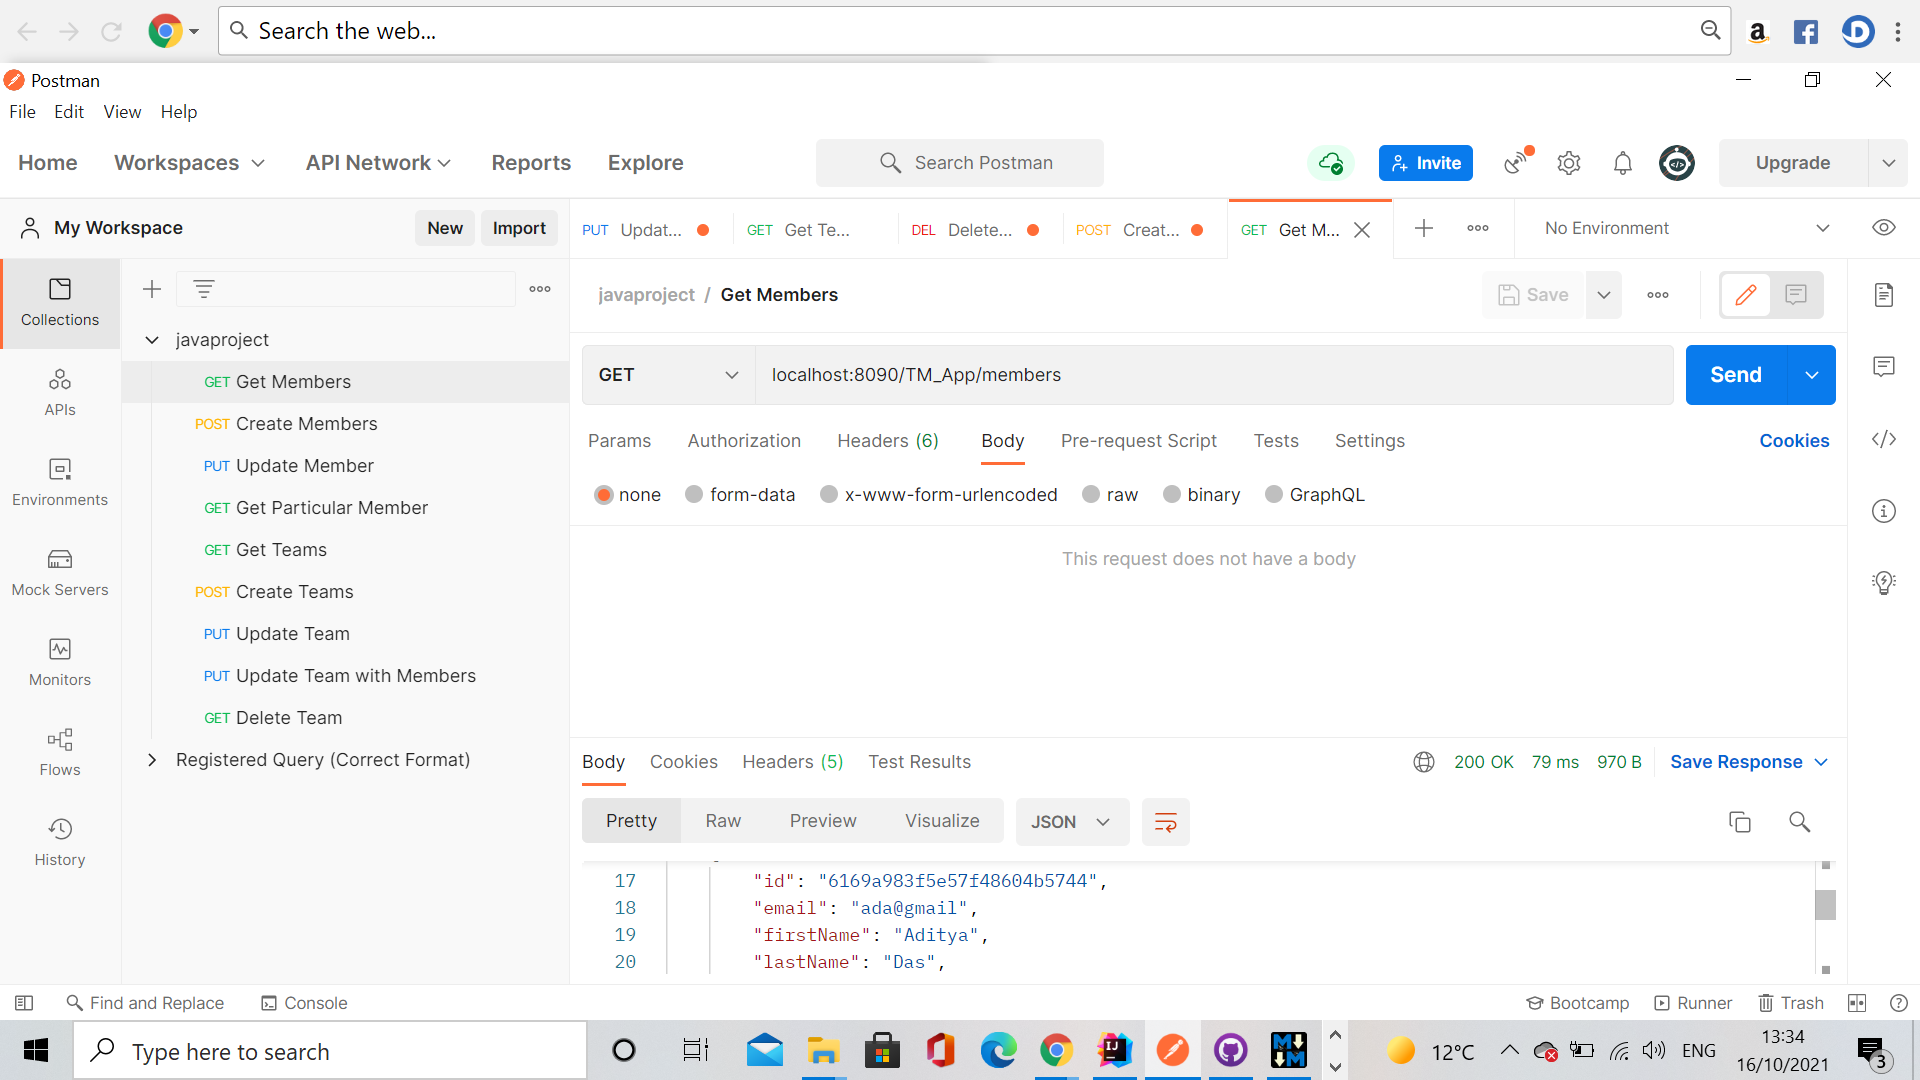 Search the web...
Postman
File Edit View Help
Home Workspaces API Network Reports Explore Search Postman Invite Upgrade
My Workspace New Import PUT Updat... GET Get Te... DEL Delete... POST Creat... GET Get M... No Environment
Collections
APIs
Environments
Mock Servers
Monitors
Flows
History
javaproject
GET Get Members
POST Create Members
PUT Update Member
GET Get Particular Member
GET Get Teams
POST Create Teams
PUT Update Team
PUT Update Team with Members
GET Delete Team
Registered Query (Correct Format)
javaproject / Get Members Save
GET localhost:8090/TM_App/members Send
Params Authorization Headers (6) Body Pre-request Script Tests Settings Cookies
none form-data x-www-form-urlencoded raw binary GraphQL
This request does not have a body
Body Cookies Headers (5) Test Results 200 OK 79 ms 970 B Save Response
Pretty Raw Preview Visualize JSON
17 "id": "6169a983f5e57f48604b5744",
18 "email": "ada@gmail",
19 "firstName": "Aditya",
20 "lastName": "Das",
Find and Replace Console Bootcamp Runner Trash
Type here to search 12°C ENG 13:34
16/10/2021 3